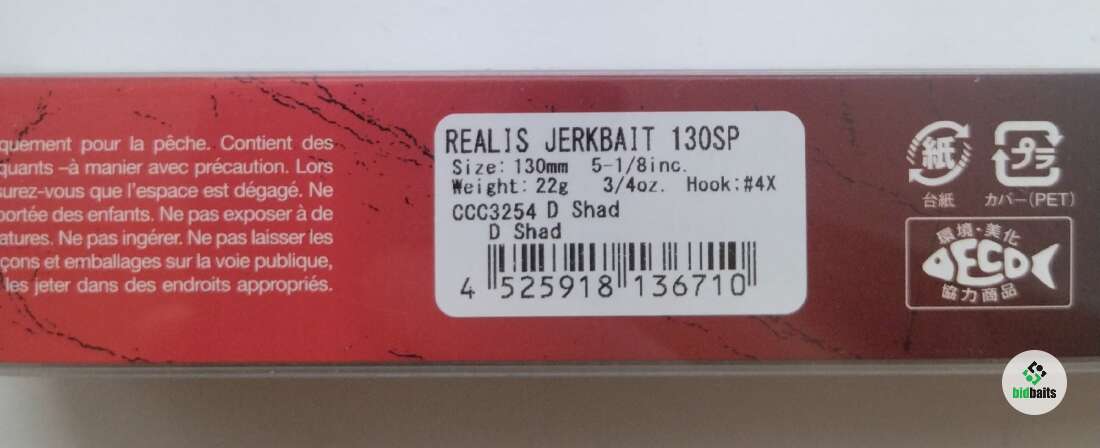 quement pour la pêche. Contient des
quants –à manier avec précaution. Lors
surez-vous que l'espace est dégagé. Ne
portée des enfants. Ne pas exposer à de
atures. Ne pas ingérer. Ne pas laisser les
çons et emballages sur la voie publique,
les jeter dans des endroits appropriés.
REALIS JERKBAIT 130SP
Size: 130mm 5-1/8inc.
Weight: 22g 3/4oz. Hook:#4X
CCC3254 D Shad
D Shad
4 525918 136710
紙
台紙
プラ
カバー(PET)
環境・美化
ECO
協力商品
bidbaits